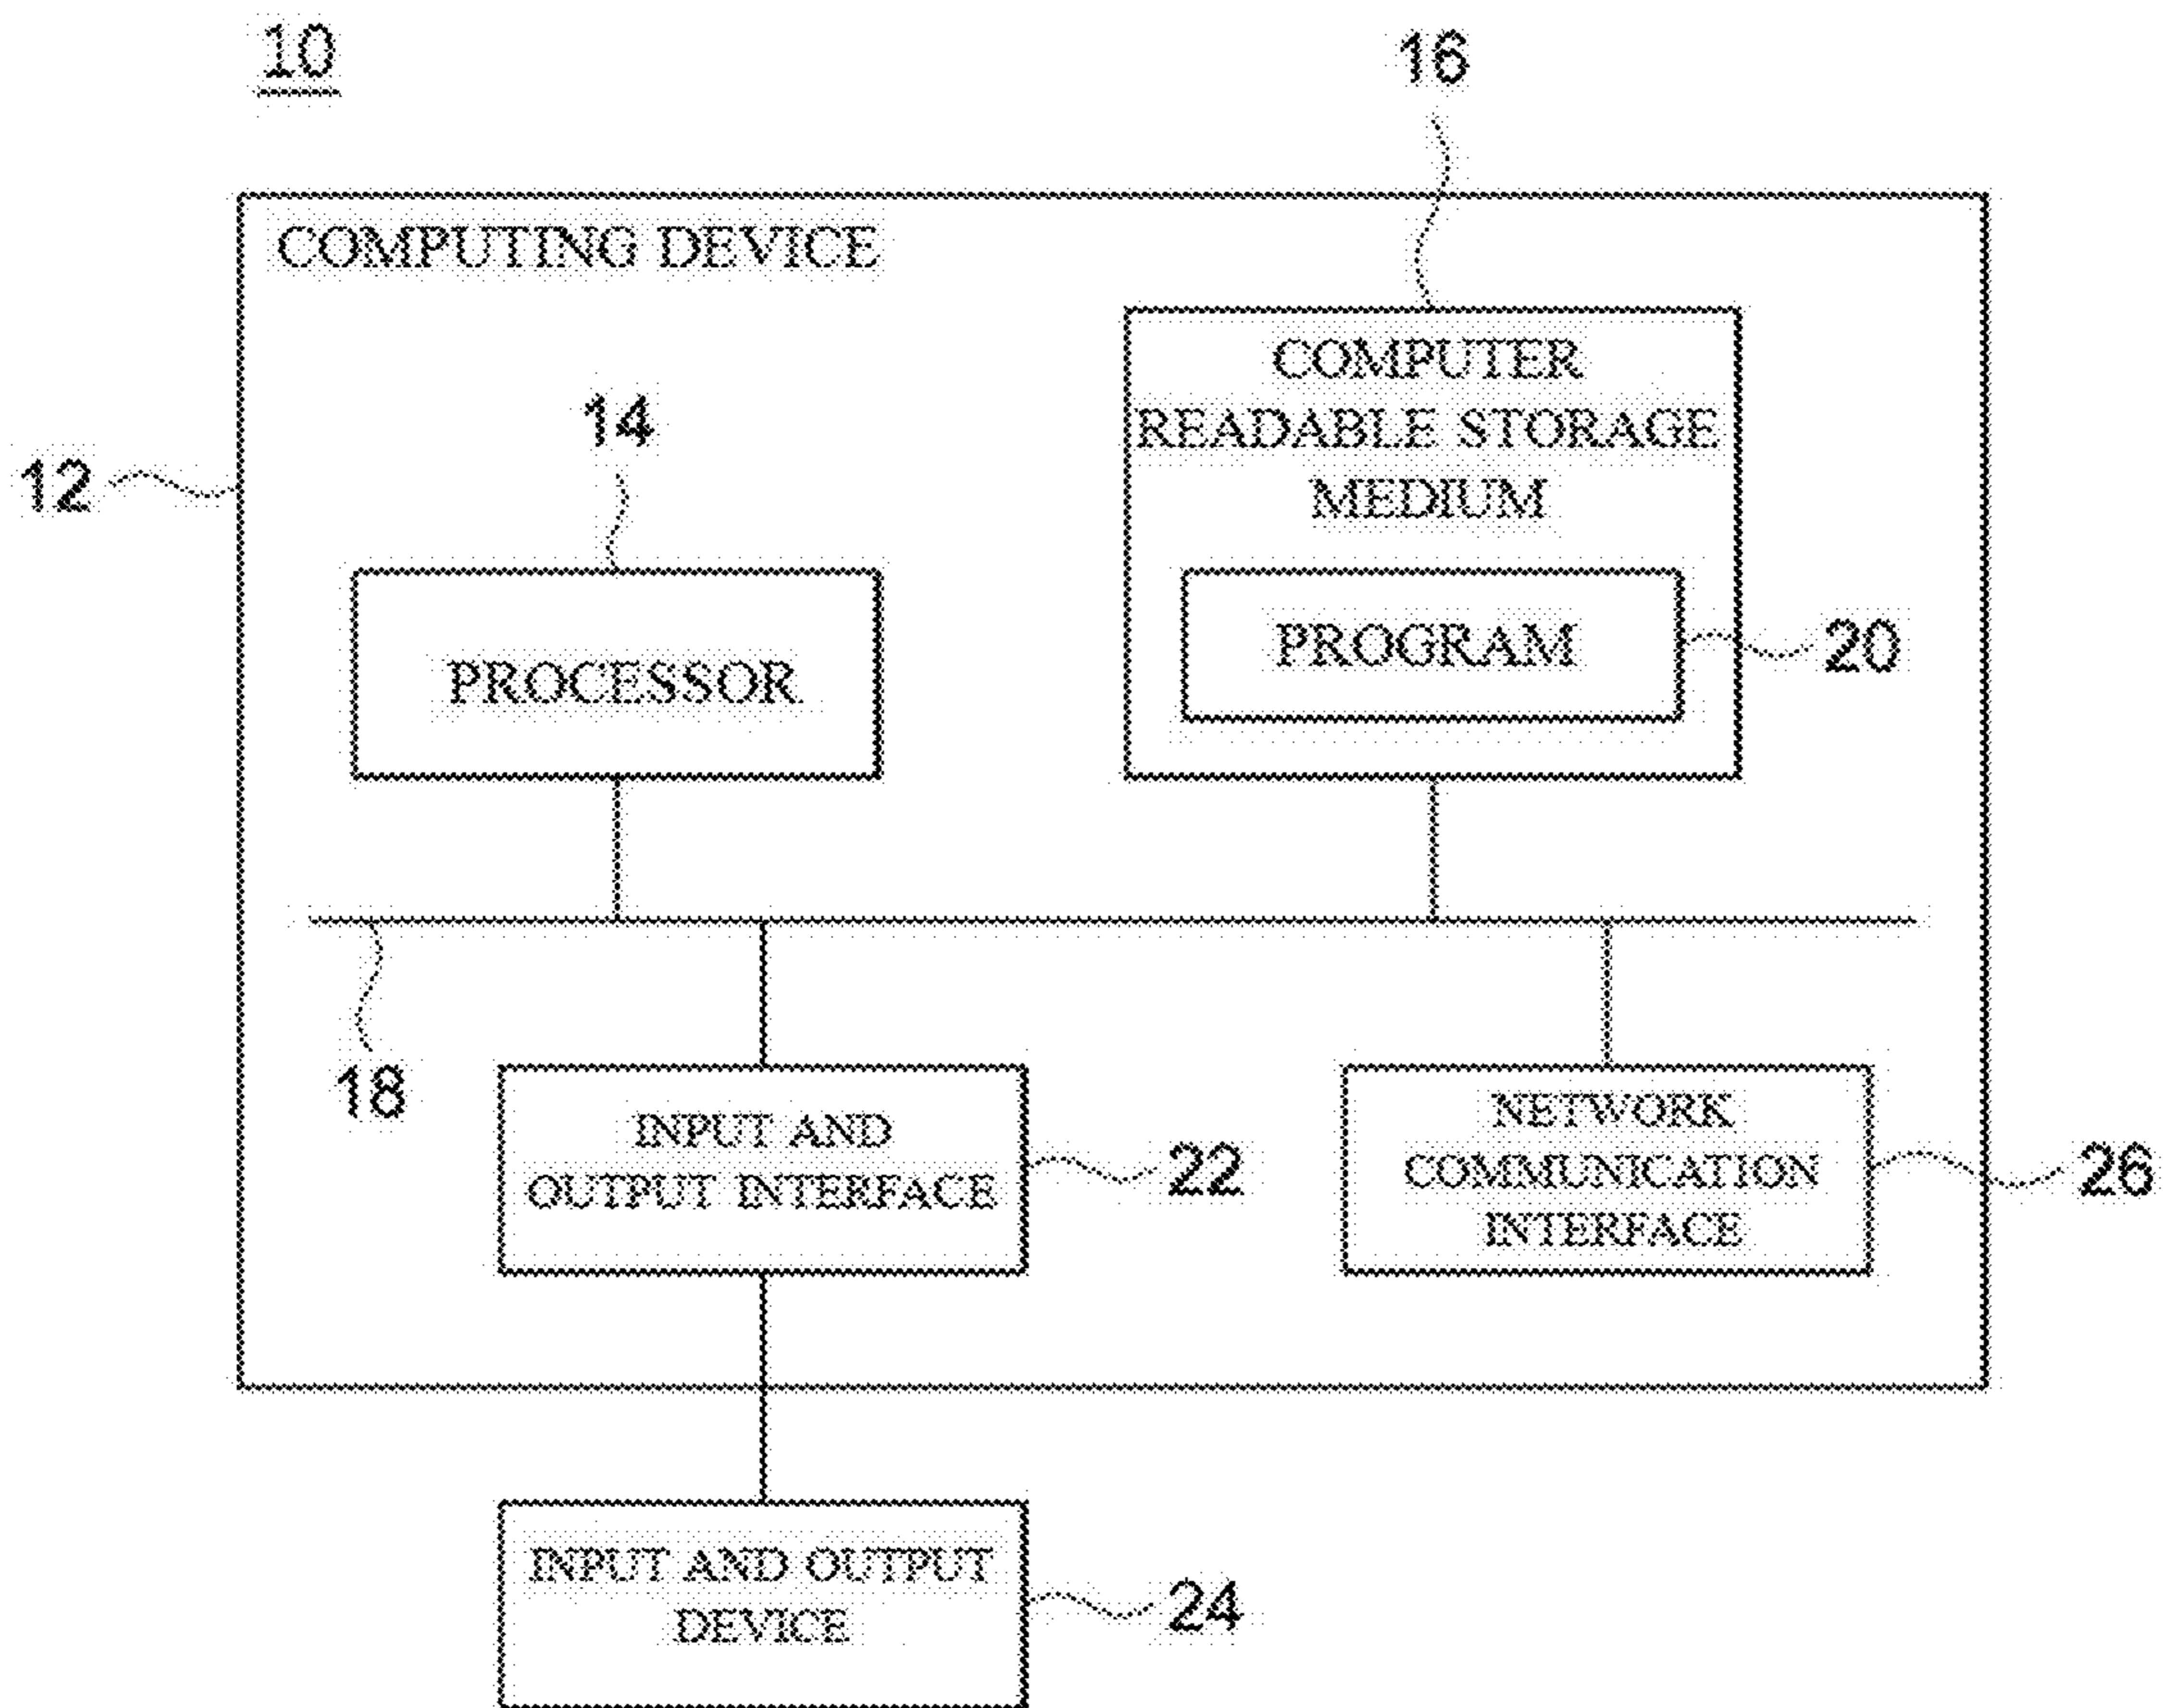 10
16
COMPUTING DEVICE
COMPUTER
READABLE STORAGE
MEDIUM
14
12
PROGRAM
20
PROCESSOR
18
INPUT AND
OUTPUT INTERFACE
22
NETWORK
COMMUNICATION
INTERFACE
26
INPUT AND OUTPUT
DEVICE
24